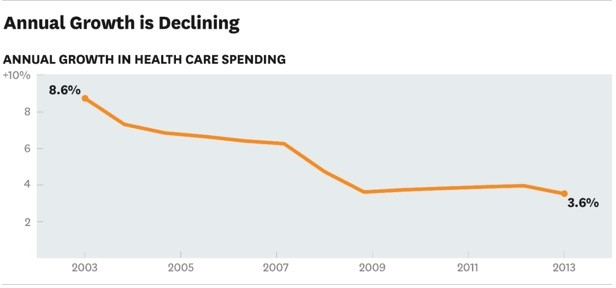 Annual Growth is Declining
ANNUAL GROWTH IN HEALTH CARE SPENDING
+10%
8.6%
8
6
4
3.6%
2
2003 2005 2007 2009 2011 2013